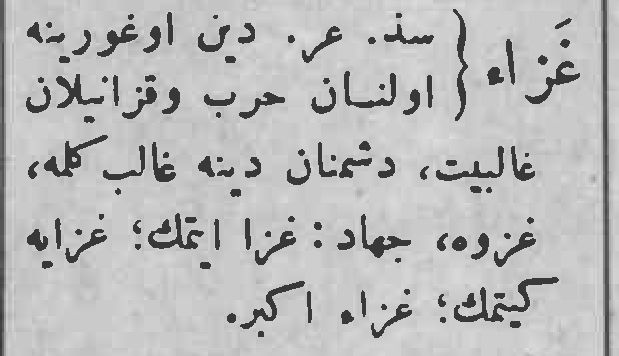 غَزاء { سذ. عر. دين اوغورينه
اولنان حرب وقزانيلان
غالبيت، دشمنان دينه غالب كلمه،
غزوه، جهاد: غزا ايتمك؛ غزايه
كيتمك؛ غزاء اكبر.